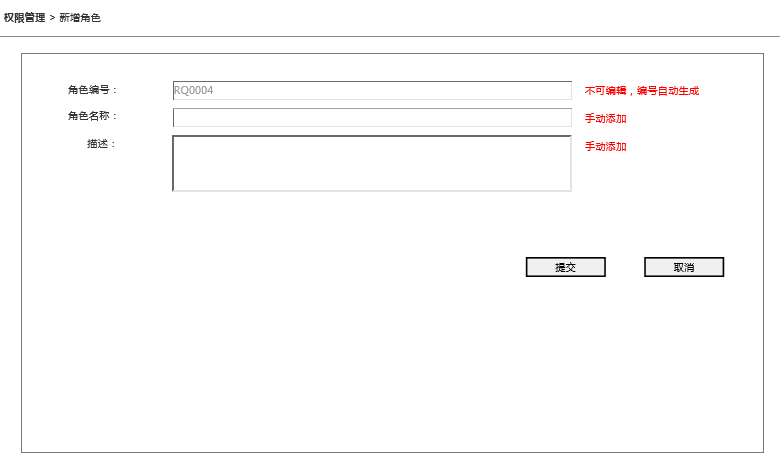 权限管理 > 新增角色
角色编号： RQ0004 不可编辑，编号自动生成
角色名称： 手动添加
描述： 手动添加
提交 取消